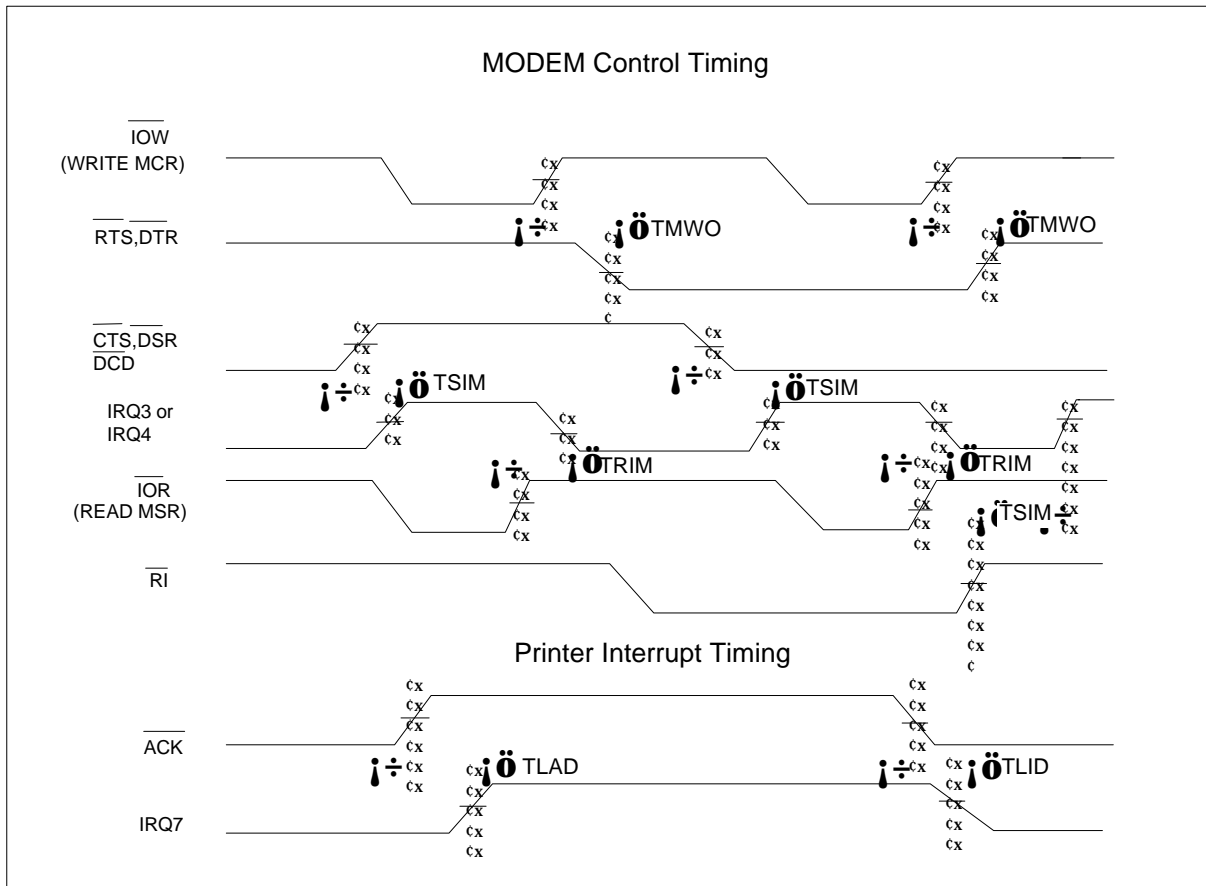 MODEM Control Timing
IOW
(WRITE MCR)
RTS,DTR
TMWO
TMWO
CTS,DSR
DCD
TSIM
TSIM
IRQ3 or
IRQ4
TRIM
TRIM
IOR
(READ MSR)
TSIM
RI
Printer Interrupt Timing
ACK
TLAD
TLID
IRQ7